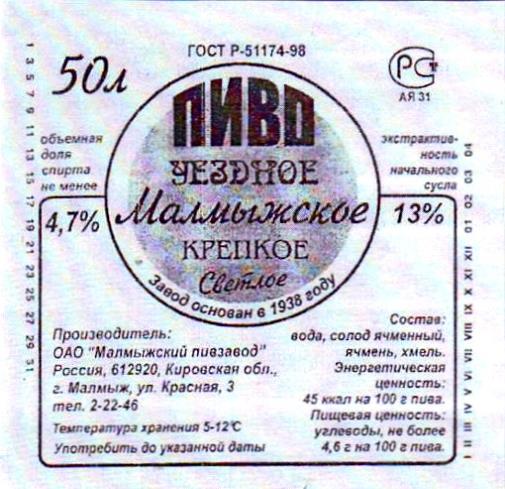 ГОСТ Р-51174-98
50л
РСТ
АЯ 31
ПИВО
УЕЗДНОЕ
Малмыжское
КРЕПКОЕ
Светлое
Завод основан в 1938 году
объемная
доля
спирта
не менее
4,7%
экстрактив-
ность
начального
сусла
13%
Производитель:
ОАО "Малмыжский пивзавод"
Россия, 612920, Кировская обл.,
г. Малмыж, ул. Красная, 3
тел. 2-22-46
Температура хранения 5-12°С
Употребить до указанной даты
Состав:
вода, солод ячменный,
ячмень, хмель.
Энергетическая
ценность:
45 ккал на 100 г пива.
Пищевая ценность:
углеводы, не более
4,6 г на 100 г пива.
1 3 5 7 9 11 13 15 17 19 21 23 25 27 29 31
I II III IV V VI VII VIII IX X XI XII 01 02 03 04